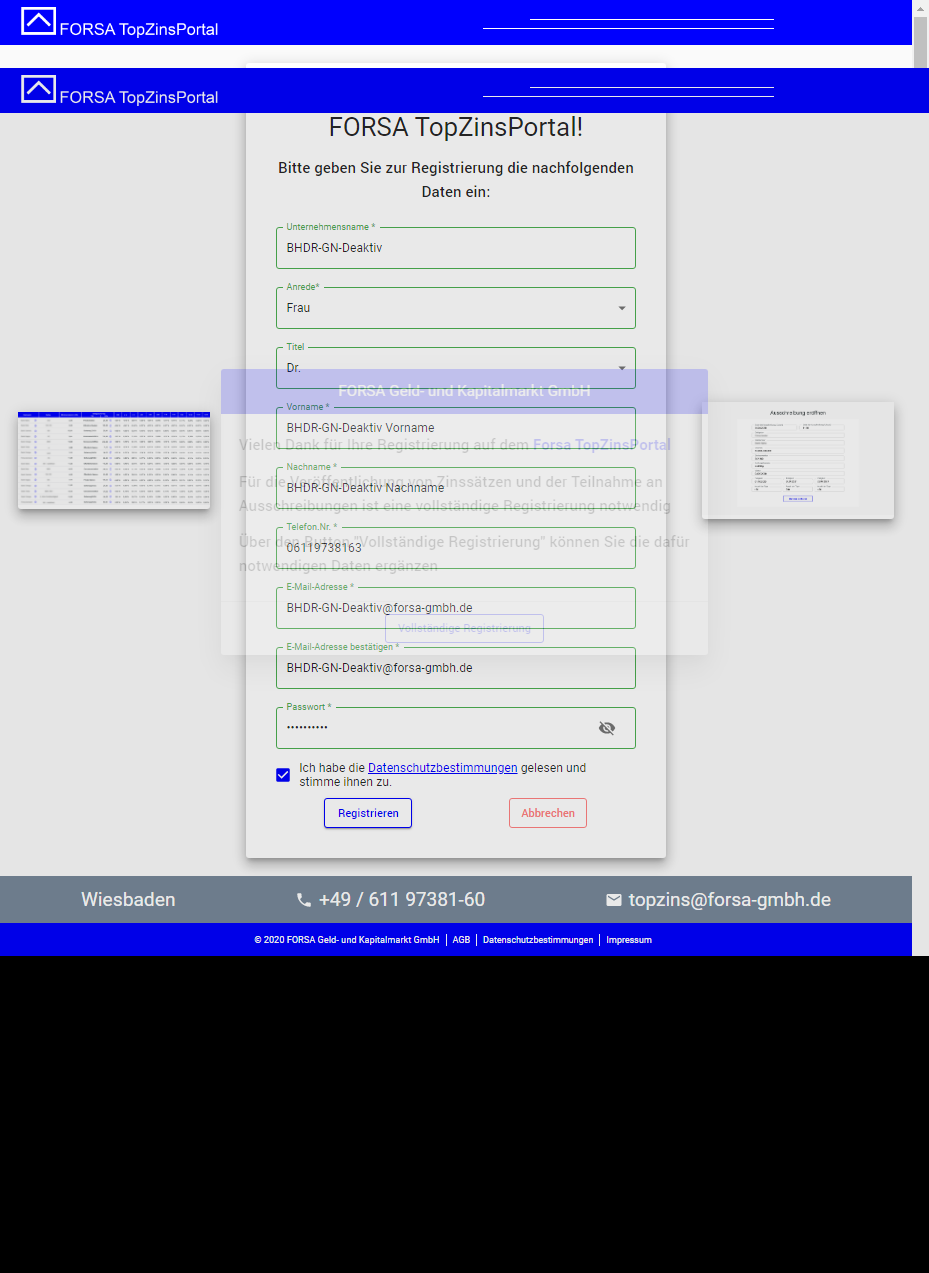 FORSA TopZinsPortal
FORSA TopZinsPortal
FORSA TopZinsPortal!
Bitte geben Sie zur Registrierung die nachfolgenden
Daten ein:
Unternehmensname *
BHDR-GN-Deaktiv
Anrede*
Frau
Titel
Dr.
FORSA Geld- und Kapitalmarkt GmbH
Vorname *
BHDR-GN-Deaktiv Vorname
Vielen Dank für Ihre Registrierung auf dem Forsa TopZinsPortal
Nachname *
Für die Veröffentlichung von Zinssätzen und der Teilnahme an
BHDR-GN-Deaktiv Nachname
Ausschreibungen ist eine vollständige Registrierung notwendig
Telefon.Nr. *
Über den Button "Vollständige Registrierung" können Sie die dafür
06119738163
notwendigen Daten ergänzen
E-Mail-Adresse *
BHDR-GN-Deaktiv@forsa-gmbh.de
Vollständige Registrierung
E-Mail-Adresse bestätigen *
BHDR-GN-Deaktiv@forsa-gmbh.de
Passwort *
••••••••••
Ich habe die Datenschutzbestimmungen gelesen und
stimme ihnen zu.
Registrieren
Abbrechen
Ausschreibung eröffnen
Wiesbaden
+49 / 611 97381-60
topzins@forsa-gmbh.de
© 2020 FORSA Geld- und Kapitalmarkt GmbH | AGB | Datenschutzbestimmungen | Impressum